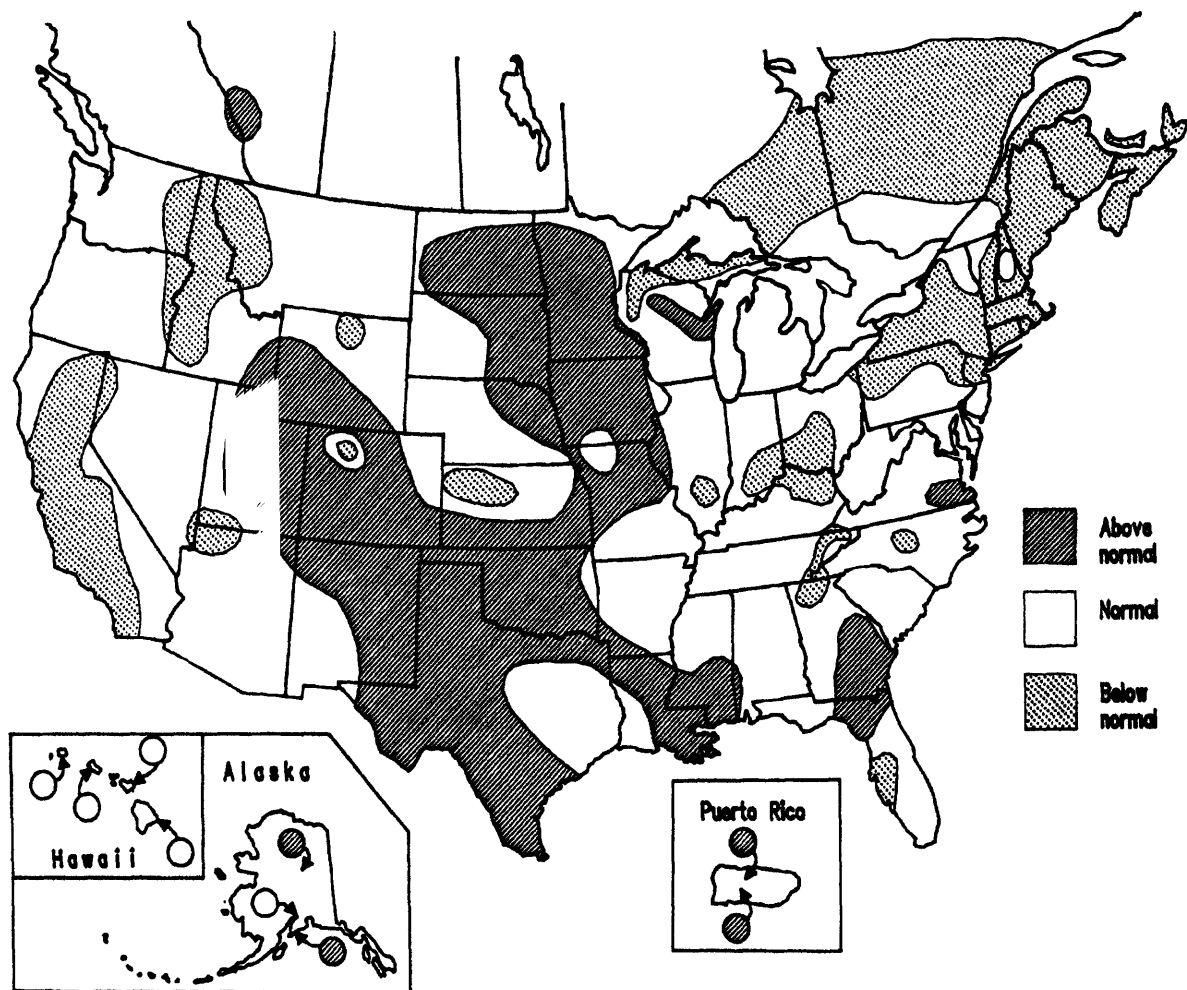 Above
normal
Normal
Below
normal
Alaska
Hawaii
Puerto Rico